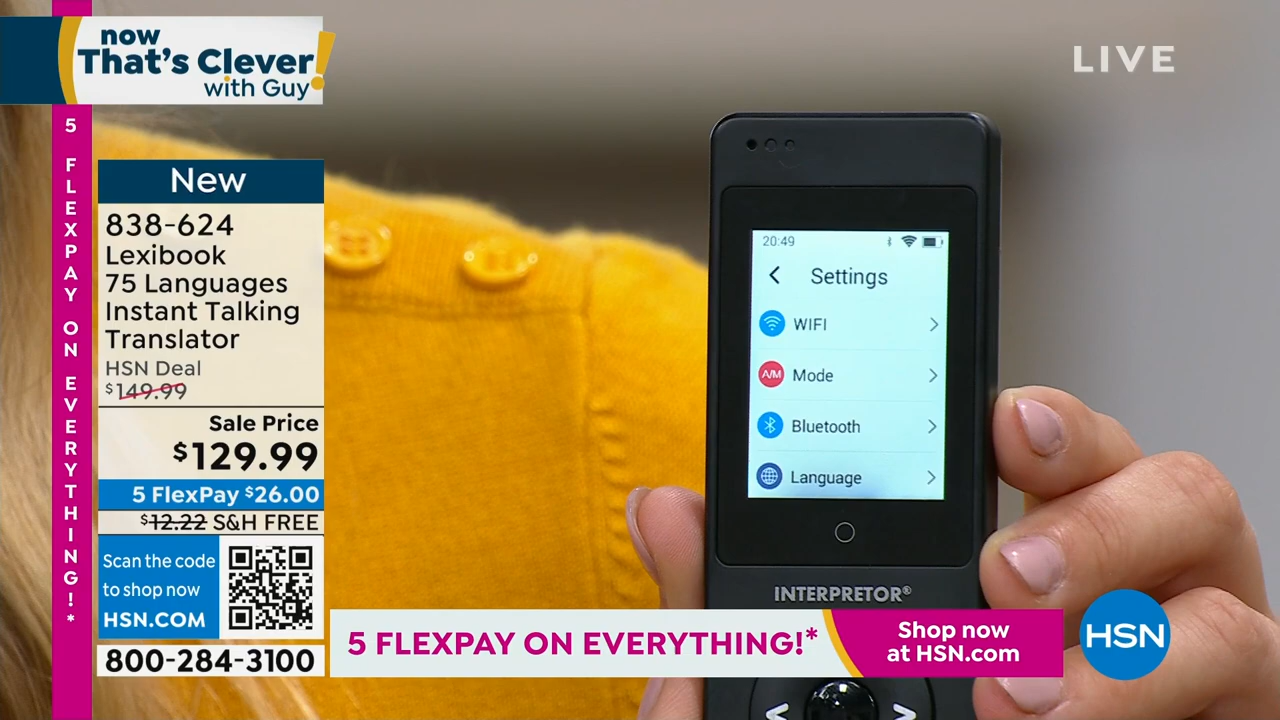 now
That's Clever!
with Guy
LIVE
5 FLEXPAY ON EVERYTHING!*
New
838-624
Lexibook
75 Languages
Instant Talking
Translator
HSN Deal
$149.99
Sale Price
$129.99
5 FlexPay $26.00
$12.22 S&H FREE
Scan the code
to shop now
HSN.COM
800-284-3100
20:49
Settings
WIFI
A/M Mode
Bluetooth
Language
INTERPRETOR®
< >
5 FLEXPAY ON EVERYTHING!*
Shop now
at HSN.com
HSN